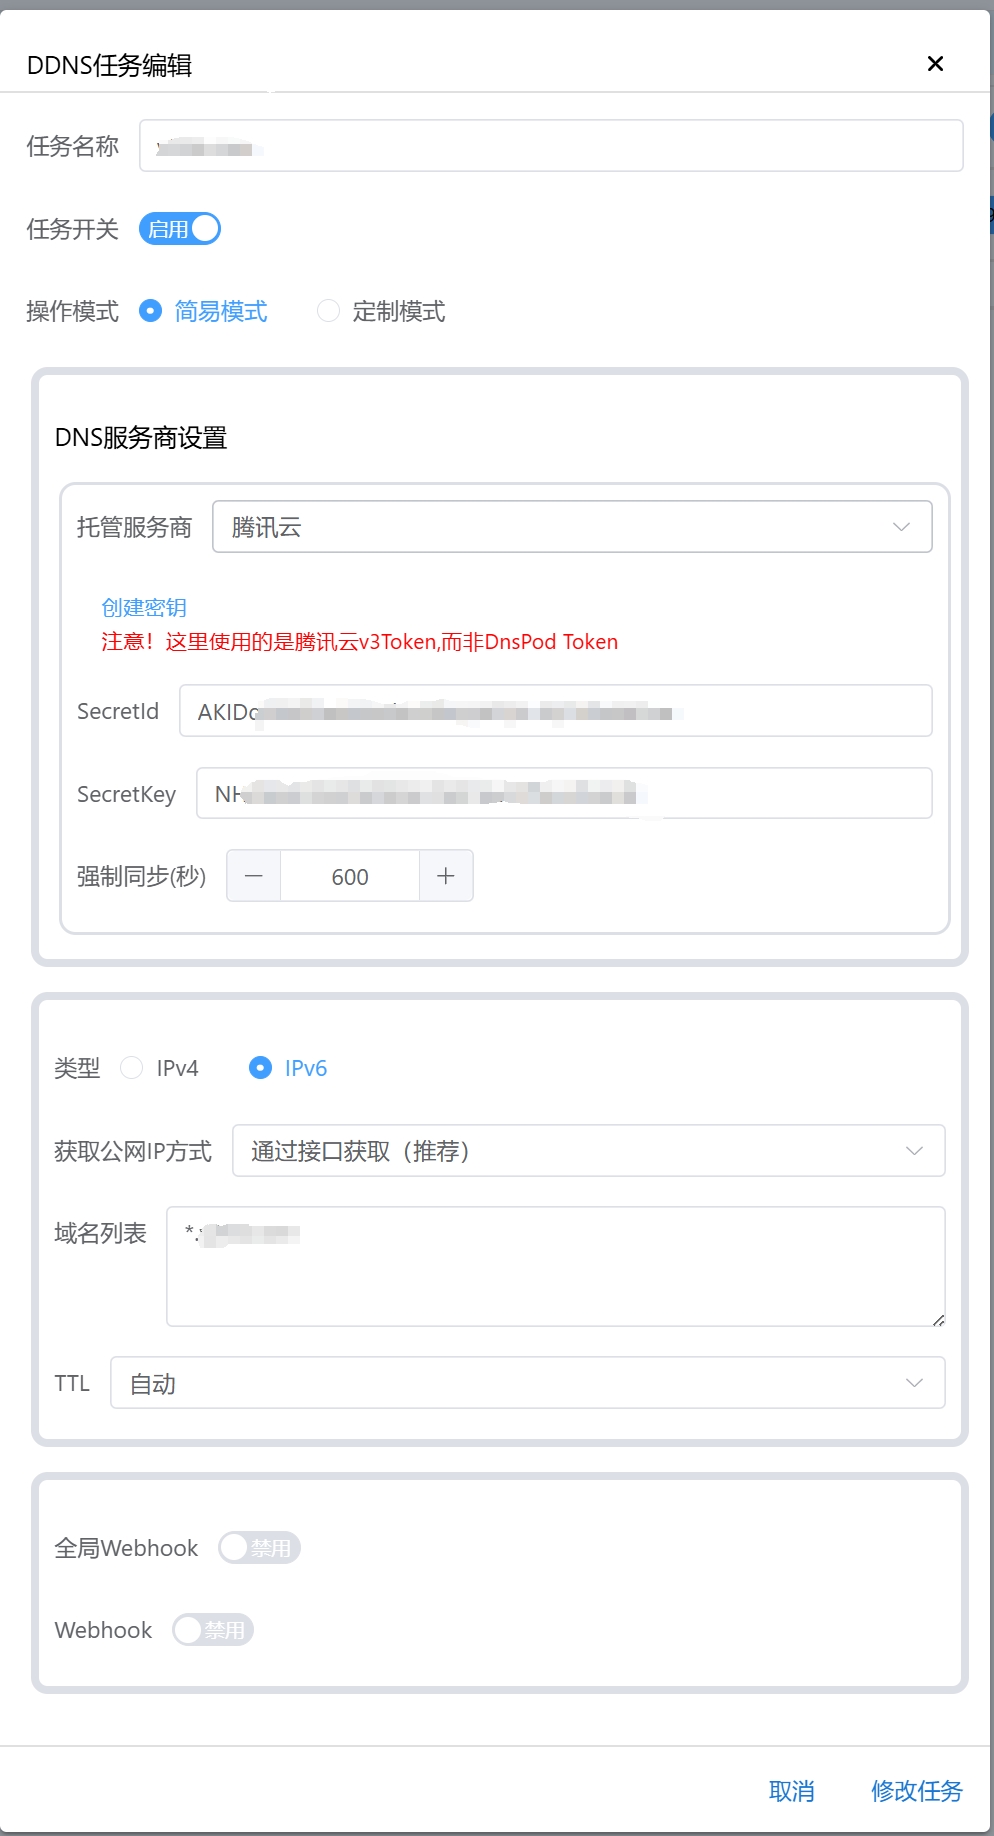 DDNS任务编辑
任务名称
任务开关 启用
操作模式 简易模式 定制模式
DNS服务商设置
托管服务商 腾讯云
创建密钥
注意！这里使用的是腾讯云v3Token,而非DnsPod Token
SecretId AKID
SecretKey NH
强制同步(秒) 600
类型 IPv4 IPv6
获取公网IP方式 通过接口获取（推荐）
域名列表 *.
TTL 自动
全局Webhook 禁用
Webhook 禁用
取消 修改任务